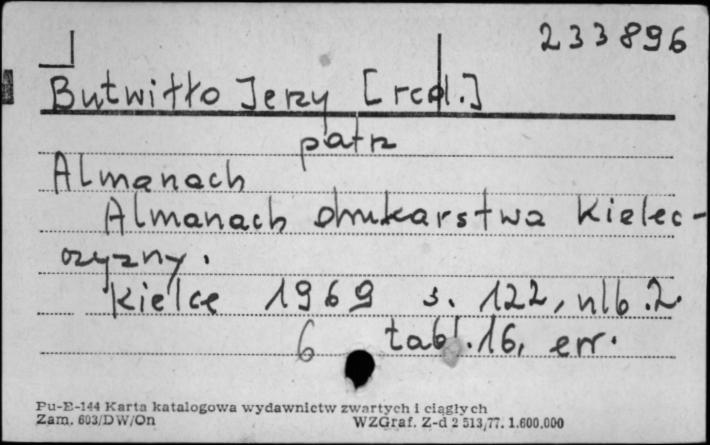 233896
Butwiłło Jerzy [red.]
patrz
Almanach
Almanach drukarstwa Kielec-
czyzny.
Kielce 1969 s. 122, nlb. 2.
6 tabl. 16, err.
Pu-E-144 Karta katalogowa wydawnictw zwartych i ciągłych
Zam. 603/DW/On WZGraf. Z-d 2 513/77. 1.600.000